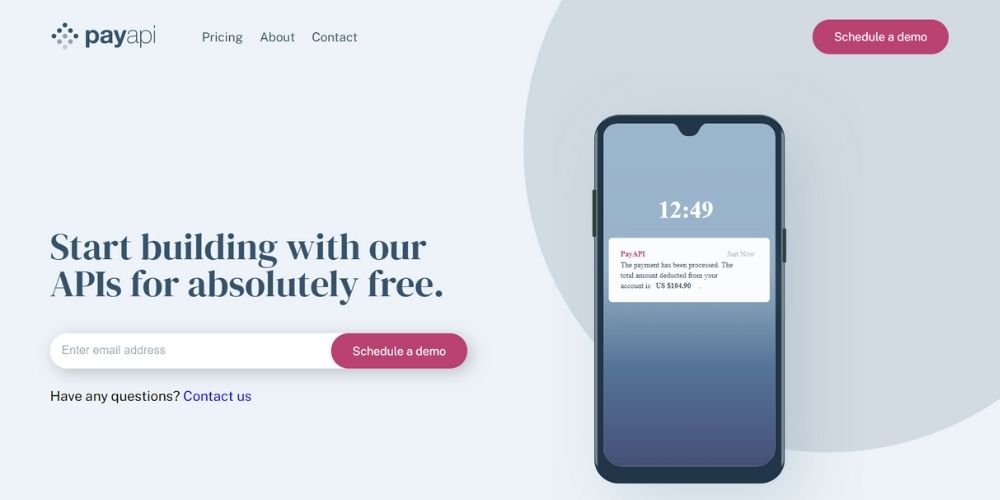 payapi
Pricing About Contact
Schedule a demo
Start building with our
APIs for absolutely free.
Enter email address
Schedule a demo
Have any questions? Contact us
12:49
PayAPI Just Now
The payment has been processed. The
total amount deducted from your
account is US $104.90 .